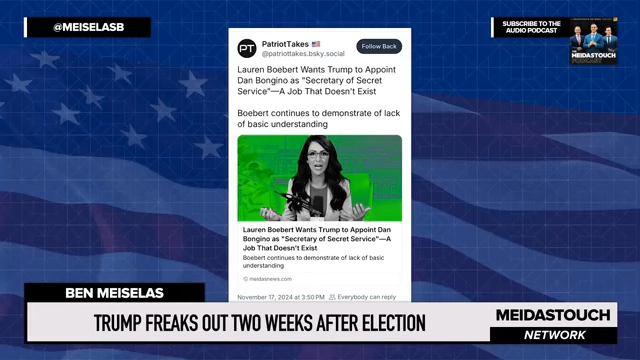 @MEISELASB
SUBSCRIBE TO THE
AUDIO PODCAST
MEIDASTOUCH
PODCAST
PT
PatriotTakes 🇺🇸
@patriottakes.bsky.social
Follow Back
Lauren Boebert Wants Trump to Appoint
Dan Bongino as "Secretary of Secret
Service"—A Job That Doesn't Exist
Boebert continues to demonstrate of lack
of basic understanding
Lauren Boebert Wants Trump to Appoint Dan
Bongino as "Secretary of Secret Service"—A
Job That Doesn't Exist
Boebert continues to demonstrate of lack of basic
understanding
meidasnews.com
November 17, 2024 at 3:50 PM
Everybody can reply
BEN MEISELAS
TRUMP FREAKS OUT TWO WEEKS AFTER ELECTION
MEIDASTOUCH
NETWORK